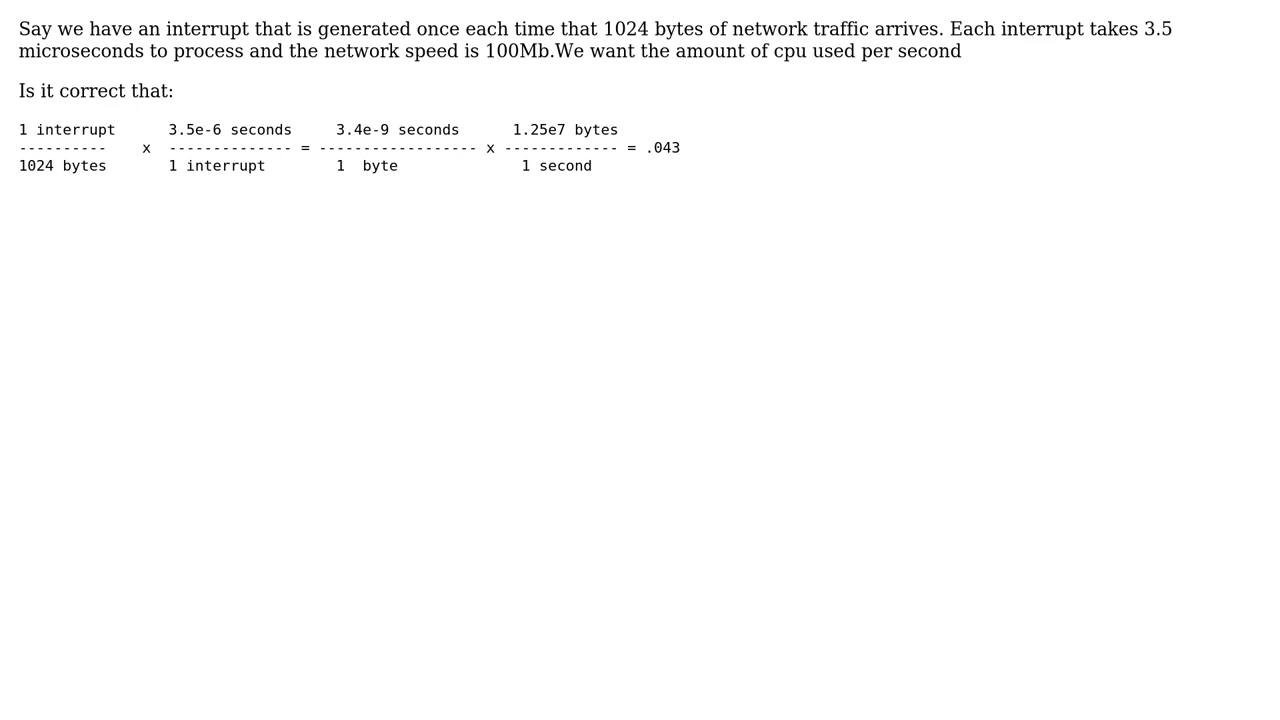 Say we have an interrupt that is generated once each time that 1024 bytes of network traffic arrives. Each interrupt takes 3.5
microseconds to process and the network speed is 100Mb.We want the amount of cpu used per second
Is it correct that:
1 interrupt      3.5e-6 seconds     3.4e-9 seconds      1.25e7 bytes
----------    x  -------------- = ------------------ x ------------- = .043
1024 bytes       1 interrupt        1  byte              1 second